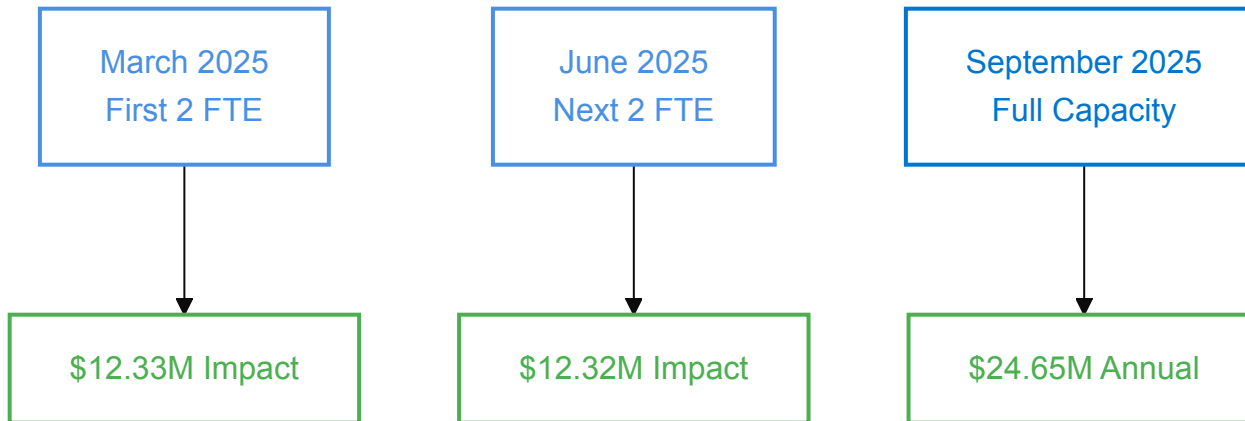 March 2025
First 2 FTE
June 2025
Next 2 FTE
September 2025
Full Capacity
$12.33M Impact
$12.32M Impact
$24.65M Annual